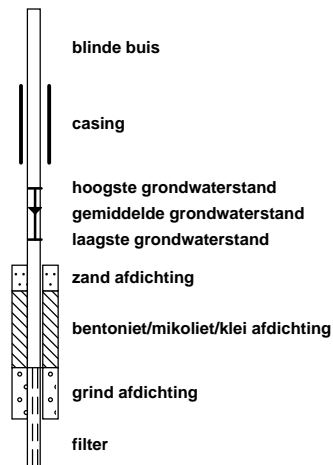 blinde buis
casing
hoogste grondwaterstand
gemiddelde grondwaterstand
laagste grondwaterstand
zand afdichting
bentoniet/mikoliet/klei afdichting
grind afdichting
filter